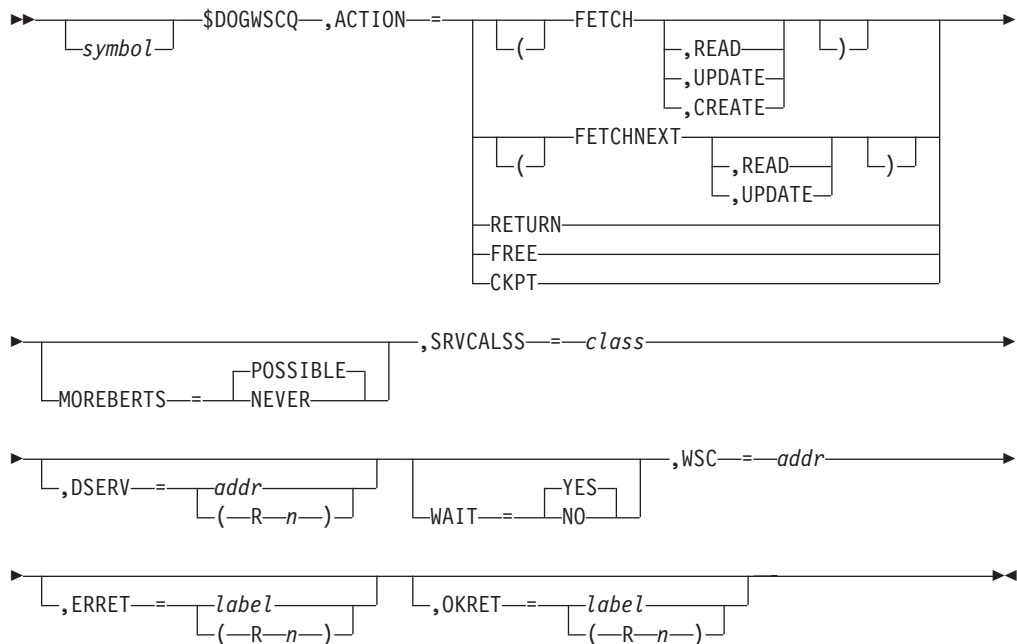 $DOGWSCQ ,ACTION = ( FETCH ,READ )
symbol ,UPDATE
,CREATE
( FETCHNEXT ,READ )
,UPDATE
RETURN
FREE
CKPT
,SRVCALSS = class
POSSIBLE
MOREBERTS = NEVER
,WSC = addr
,DSERV = addr YES
( R n ) WAIT = NO
,ERRET = label ,OKRET = label
( R n ) ( R n )